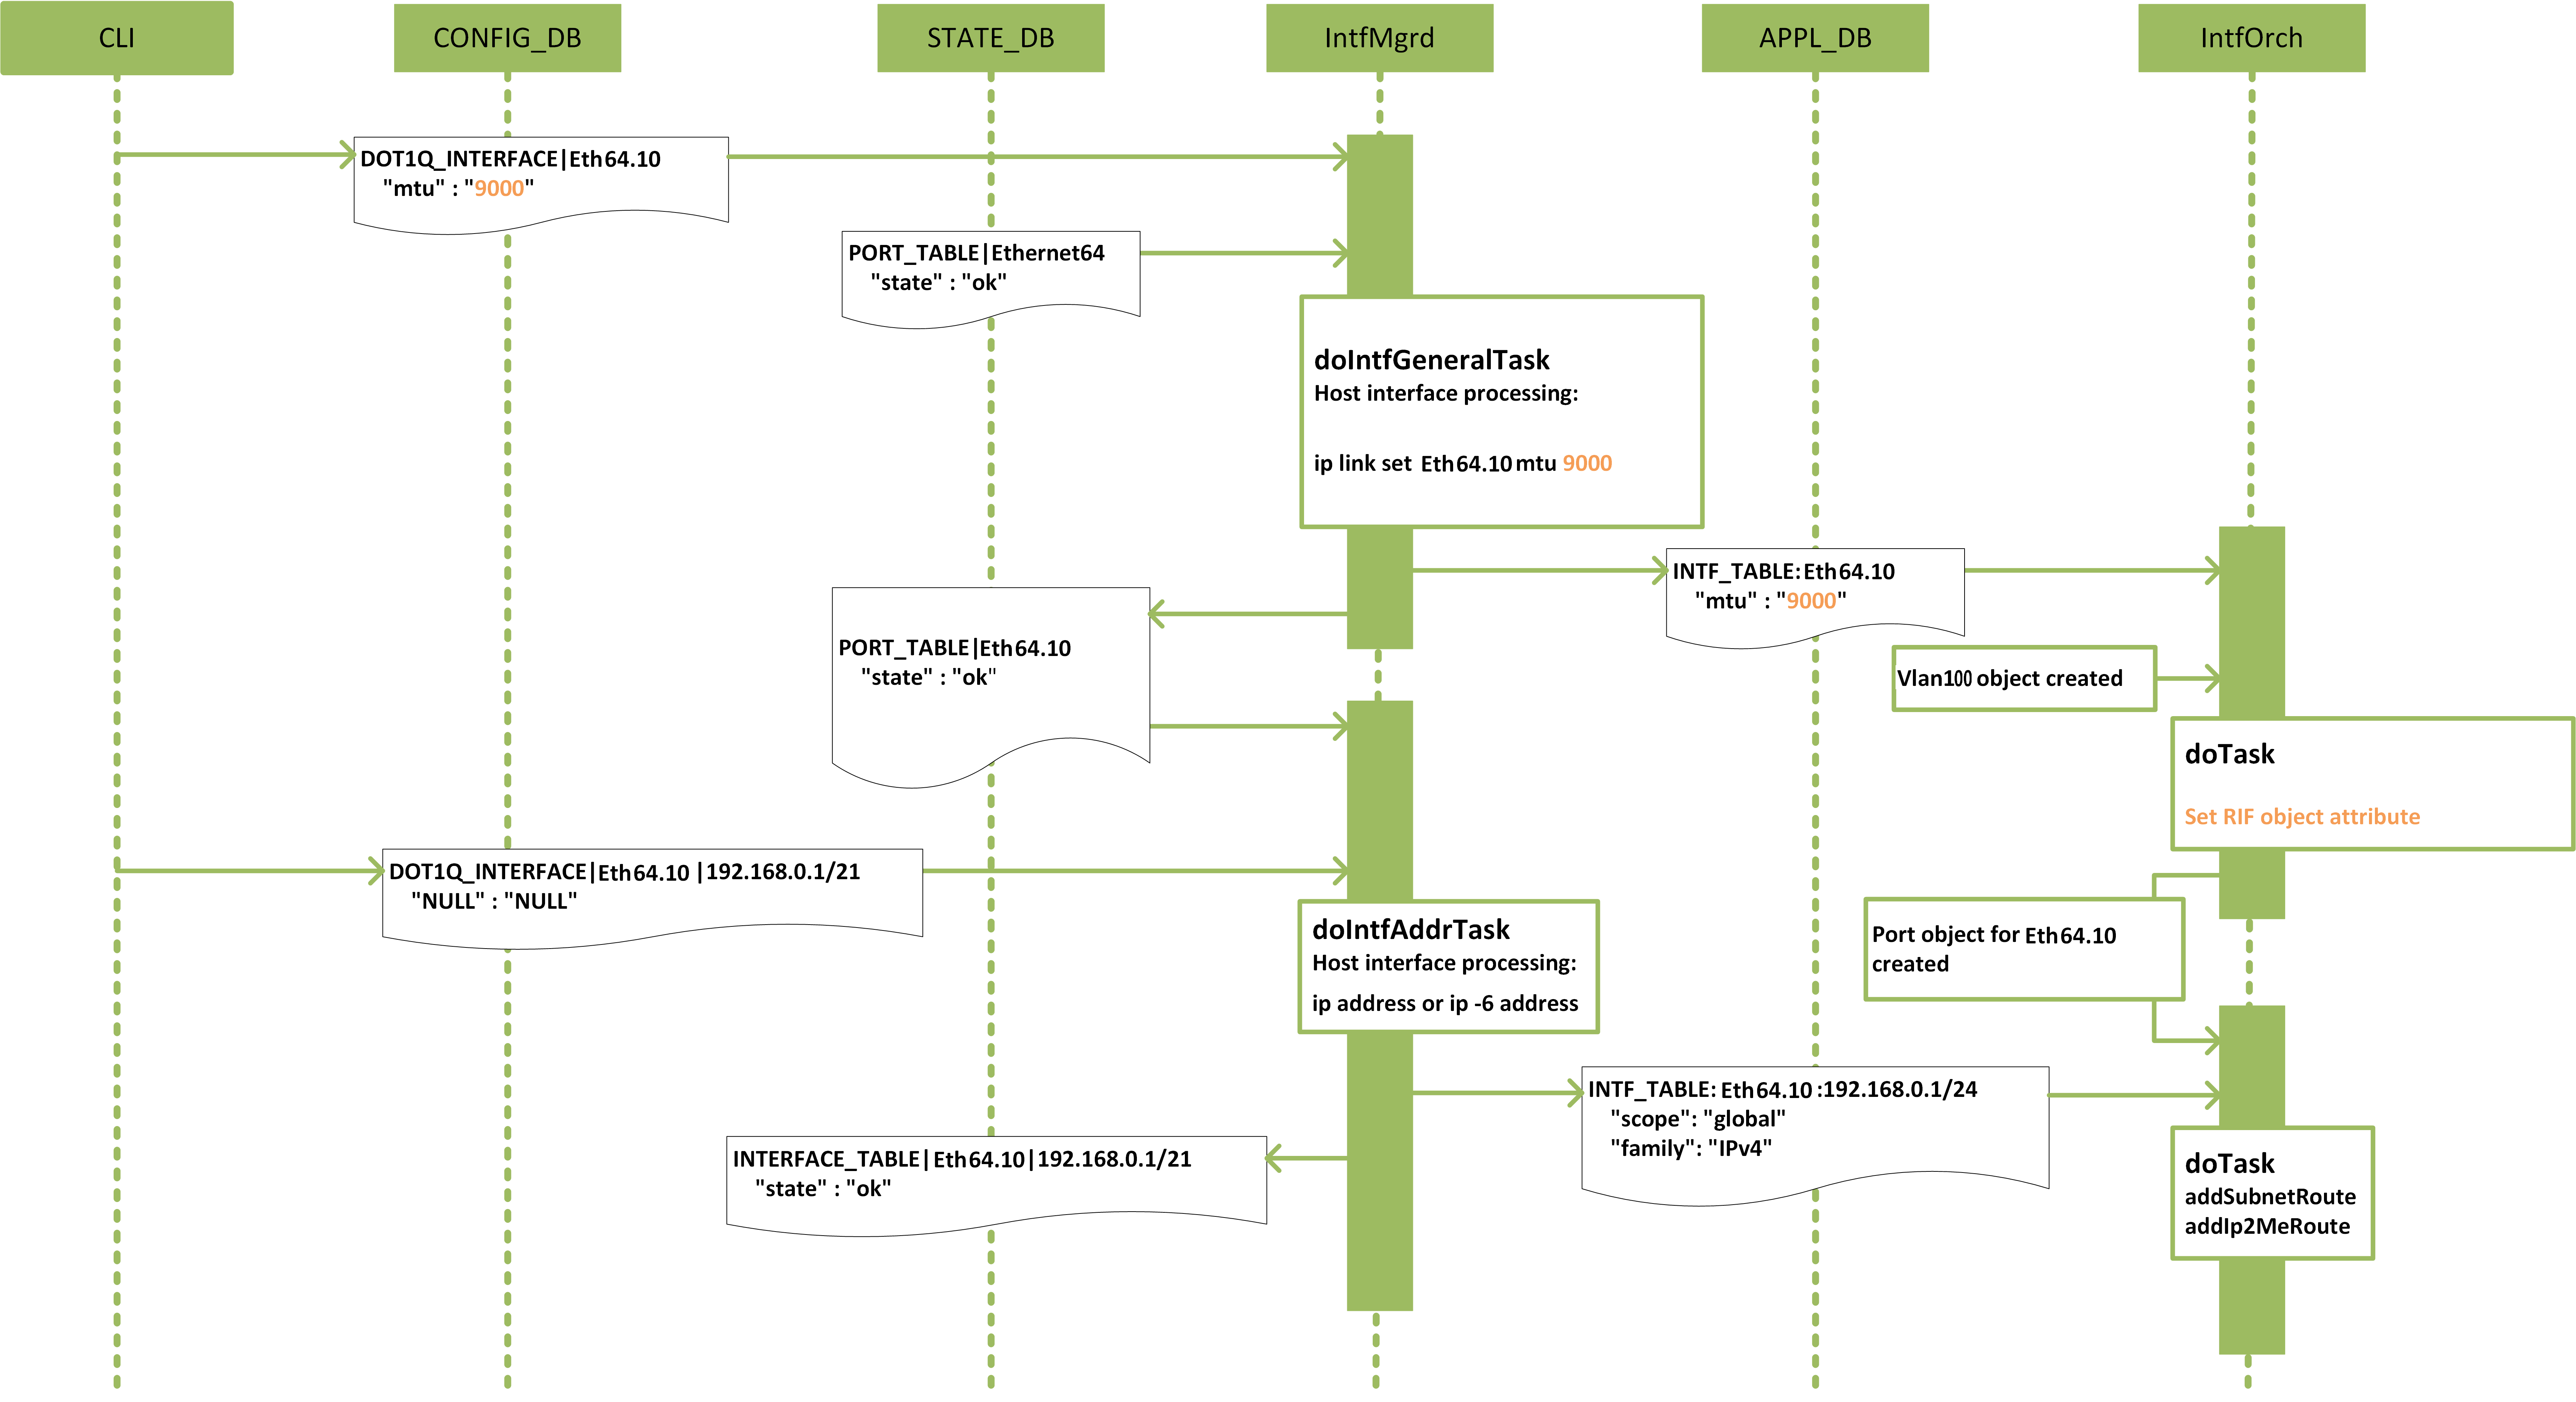 CLI
CONFIG_DB
STATE_DB
IntfMgrd
APPL_DB
IntfOrch
DOT1Q_INTERFACE|Eth64.10
"mtu" : "9000"
PORT_TABLE|Ethernet64
"state" : "ok"
doIntfGeneralTask
Host interface processing:
ip link set Eth64.10 mtu 9000
INTF_TABLE:Eth64.10
"mtu" : "9000"
PORT_TABLE|Eth64.10
"state" : "ok"
Vlan100 object created
doTask
Set RIF object attribute
DOT1Q_INTERFACE|Eth64.10 |192.168.0.1/21
"NULL" : "NULL"
doIntfAddrTask
Host interface processing:
ip address or ip -6 address
Port object for Eth64.10
created
INTF_TABLE: Eth64.10 :192.168.0.1/24
"scope": "global"
"family": "IPv4"
INTERFACE_TABLE|Eth64.10|192.168.0.1/21
"state" : "ok"
doTask
addSubnetRoute
addIp2MeRoute